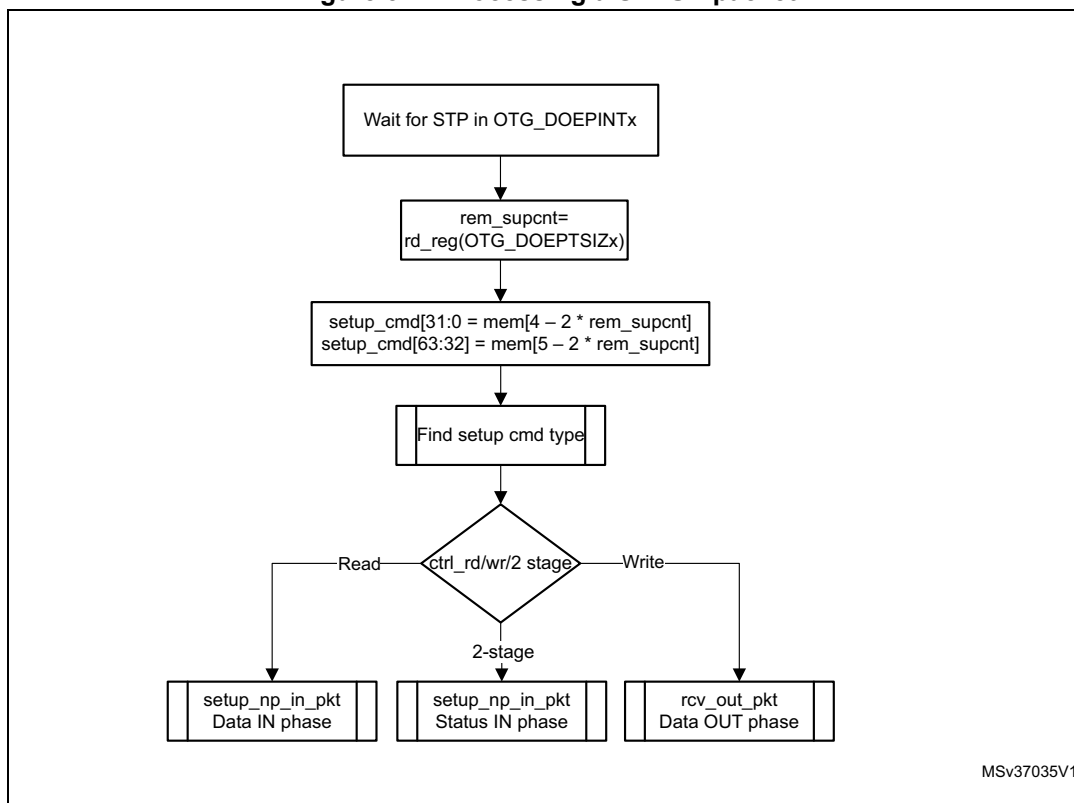 Wait for STP in OTG_DOEPINTx
rem_supcnt=
rd_reg(OTG_DOEPTSIZx)
setup_cmd[31:0 = mem[4 – 2 * rem_supcnt]
setup_cmd[63:32] = mem[5 – 2 * rem_supcnt]
Find setup cmd type
Read
ctrl_rd/wr/2 stage
Write
2-stage
setup_np_in_pkt
Data IN phase
setup_np_in_pkt
Status IN phase
rcv_out_pkt
Data OUT phase
MSv37035V1